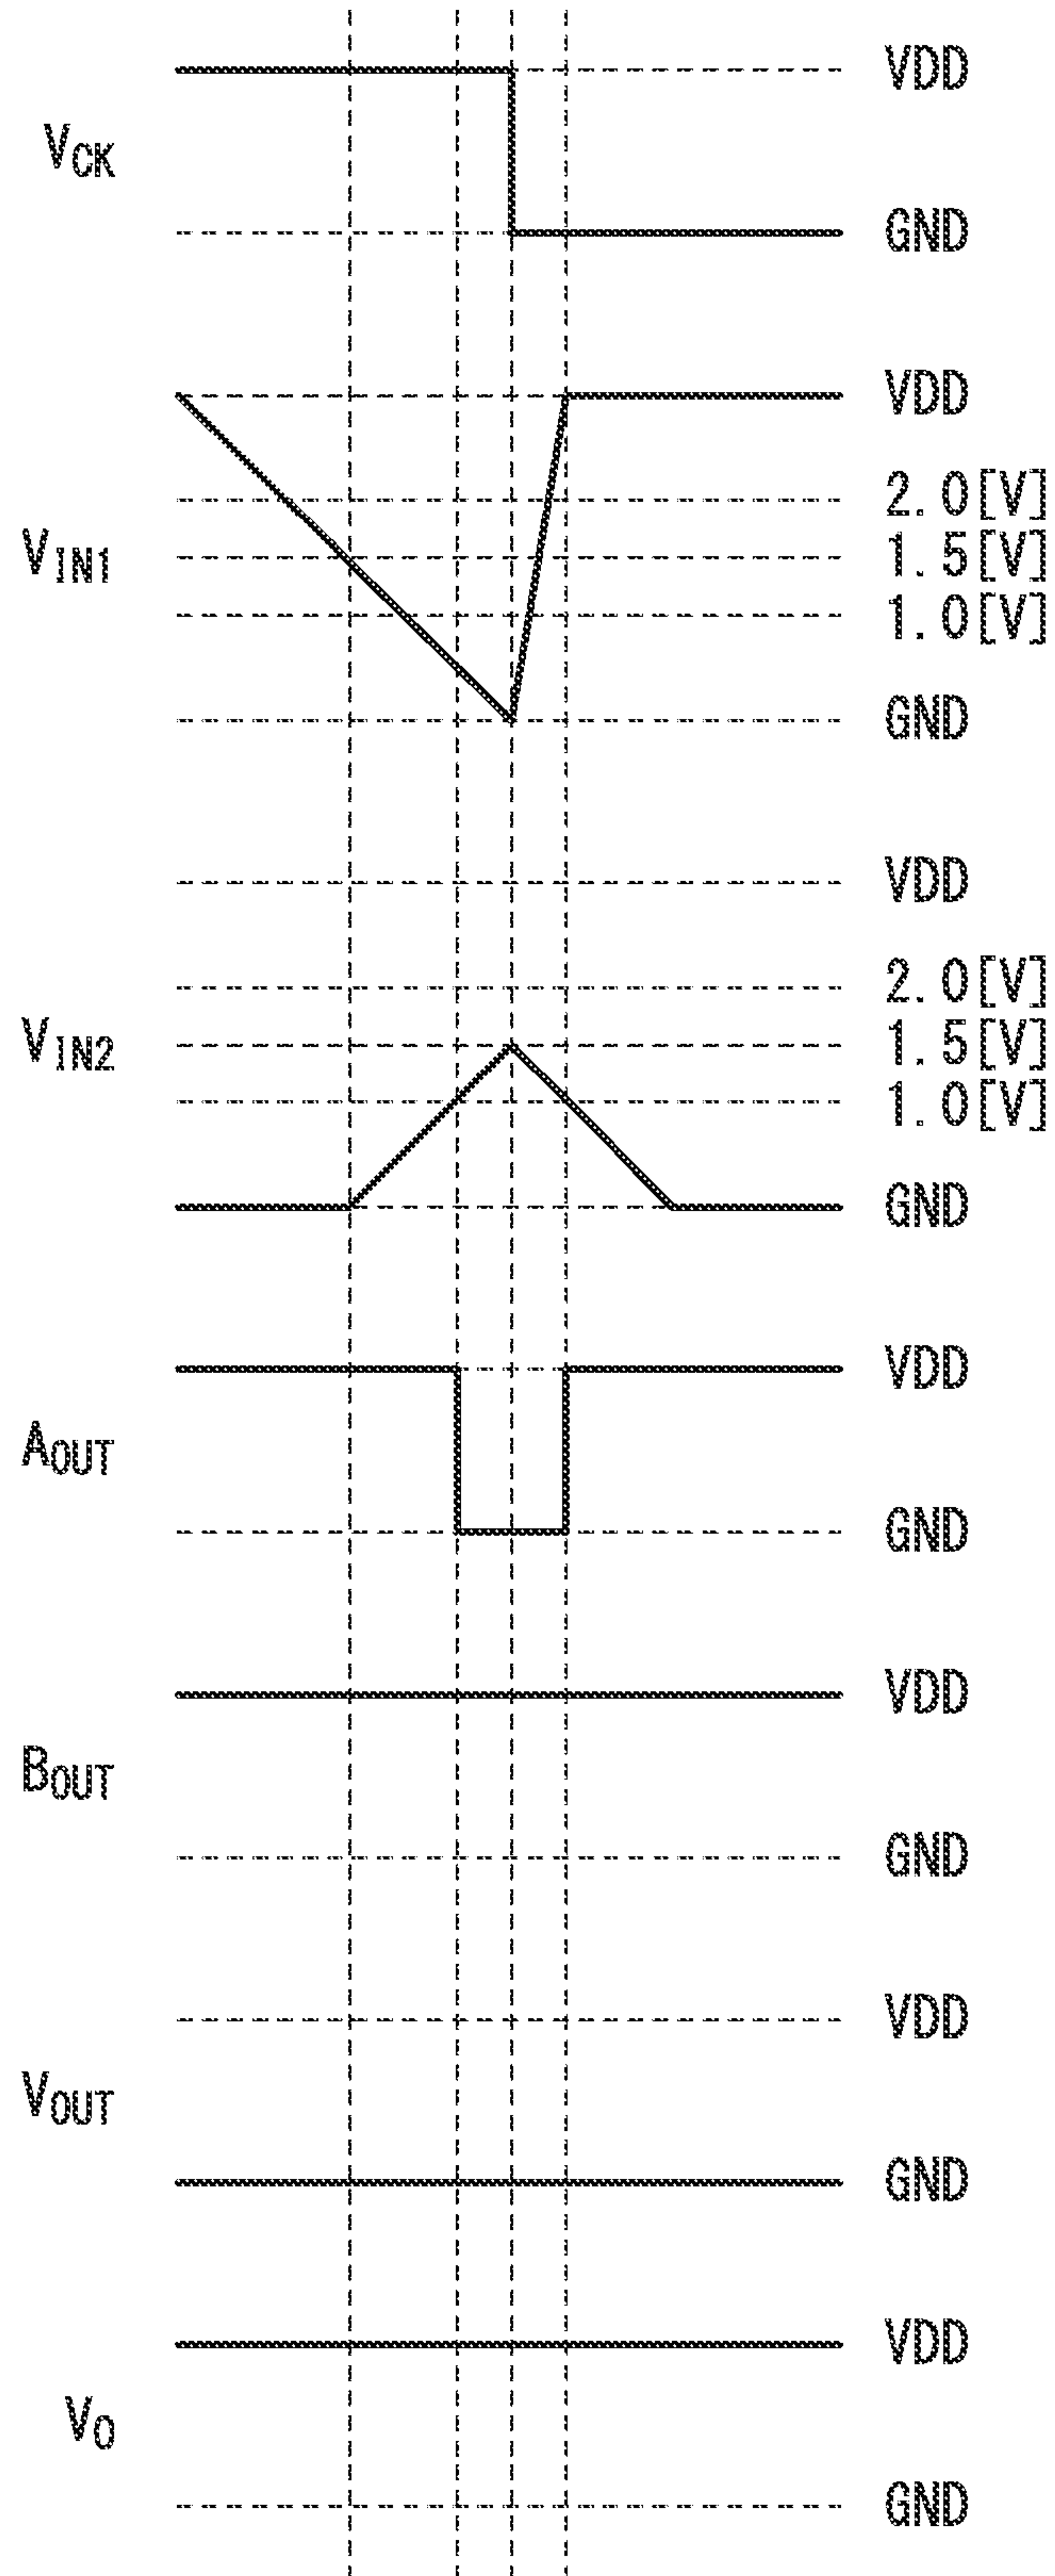 VDD
VCK
GND
VDD
2.0[V]
VIN1
1.5[V]
1.0[V]
GND
VDD
2.0[V]
VIN2
1.5[V]
1.0[V]
GND
VDD
AOUT
GND
VDD
BOUT
GND
VDD
VOUT
GND
VDD
VO
GND